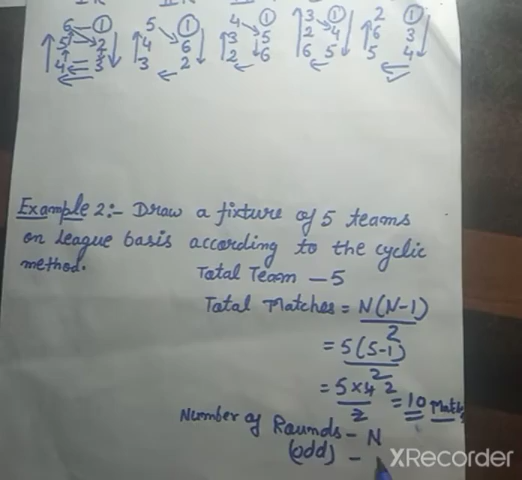 6 1 5 1 4 1 3 1 2 1
5 2 4 6 3 5 2 4 6 3
4 3 3 2 2 6 6 5 5 4
Example 2:- Draw a fixture of 5 teams
on league basis according to the cyclic
method.
Total Team - 5
Total Matches = N(N-1)
2
= 5(5-1)
2
= 5×4 2
2
= 10 Matches
Number of Rounds - N
(odd) -
XRecorder